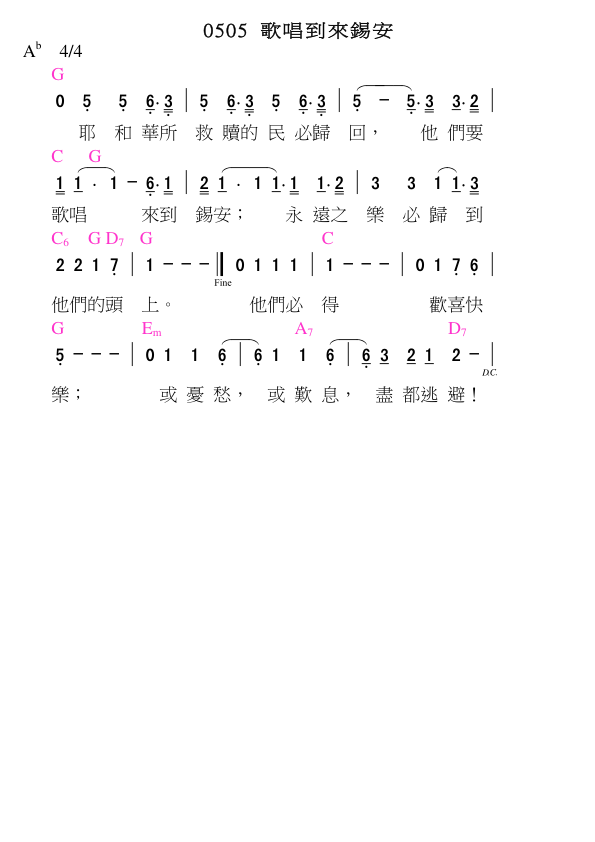 0505 歌唱到來錫安
A♭ 4/4
G
0 5 5 6. 3 | 5 6. 3 5 6. 3 | 5 - 5. 3 3. 2 |
耶 和 華所 救 贖的 民 必歸 回， 他 們要
C G
1 1 . 1 - 6. 1 | 2 1 . 1 1. 1 1. 2 | 3 3 1 1. 3
歌唱 來到 錫安； 永 遠之 樂 必 歸 到
C6 G D7 G C
2 2 1 7 | 1 - - - || 0 1 1 1 | 1 - - - | 0 1 7 6 |
Fine
他們的頭 上。 他們必 得 歡喜快
G Em A7 D7
5 - - - | 0 1 1 6 | 6 1 1 6 | 6 3 2 1 2 - |
D.C.
樂； 或 憂 愁， 或 歎 息， 盡 都逃 避！